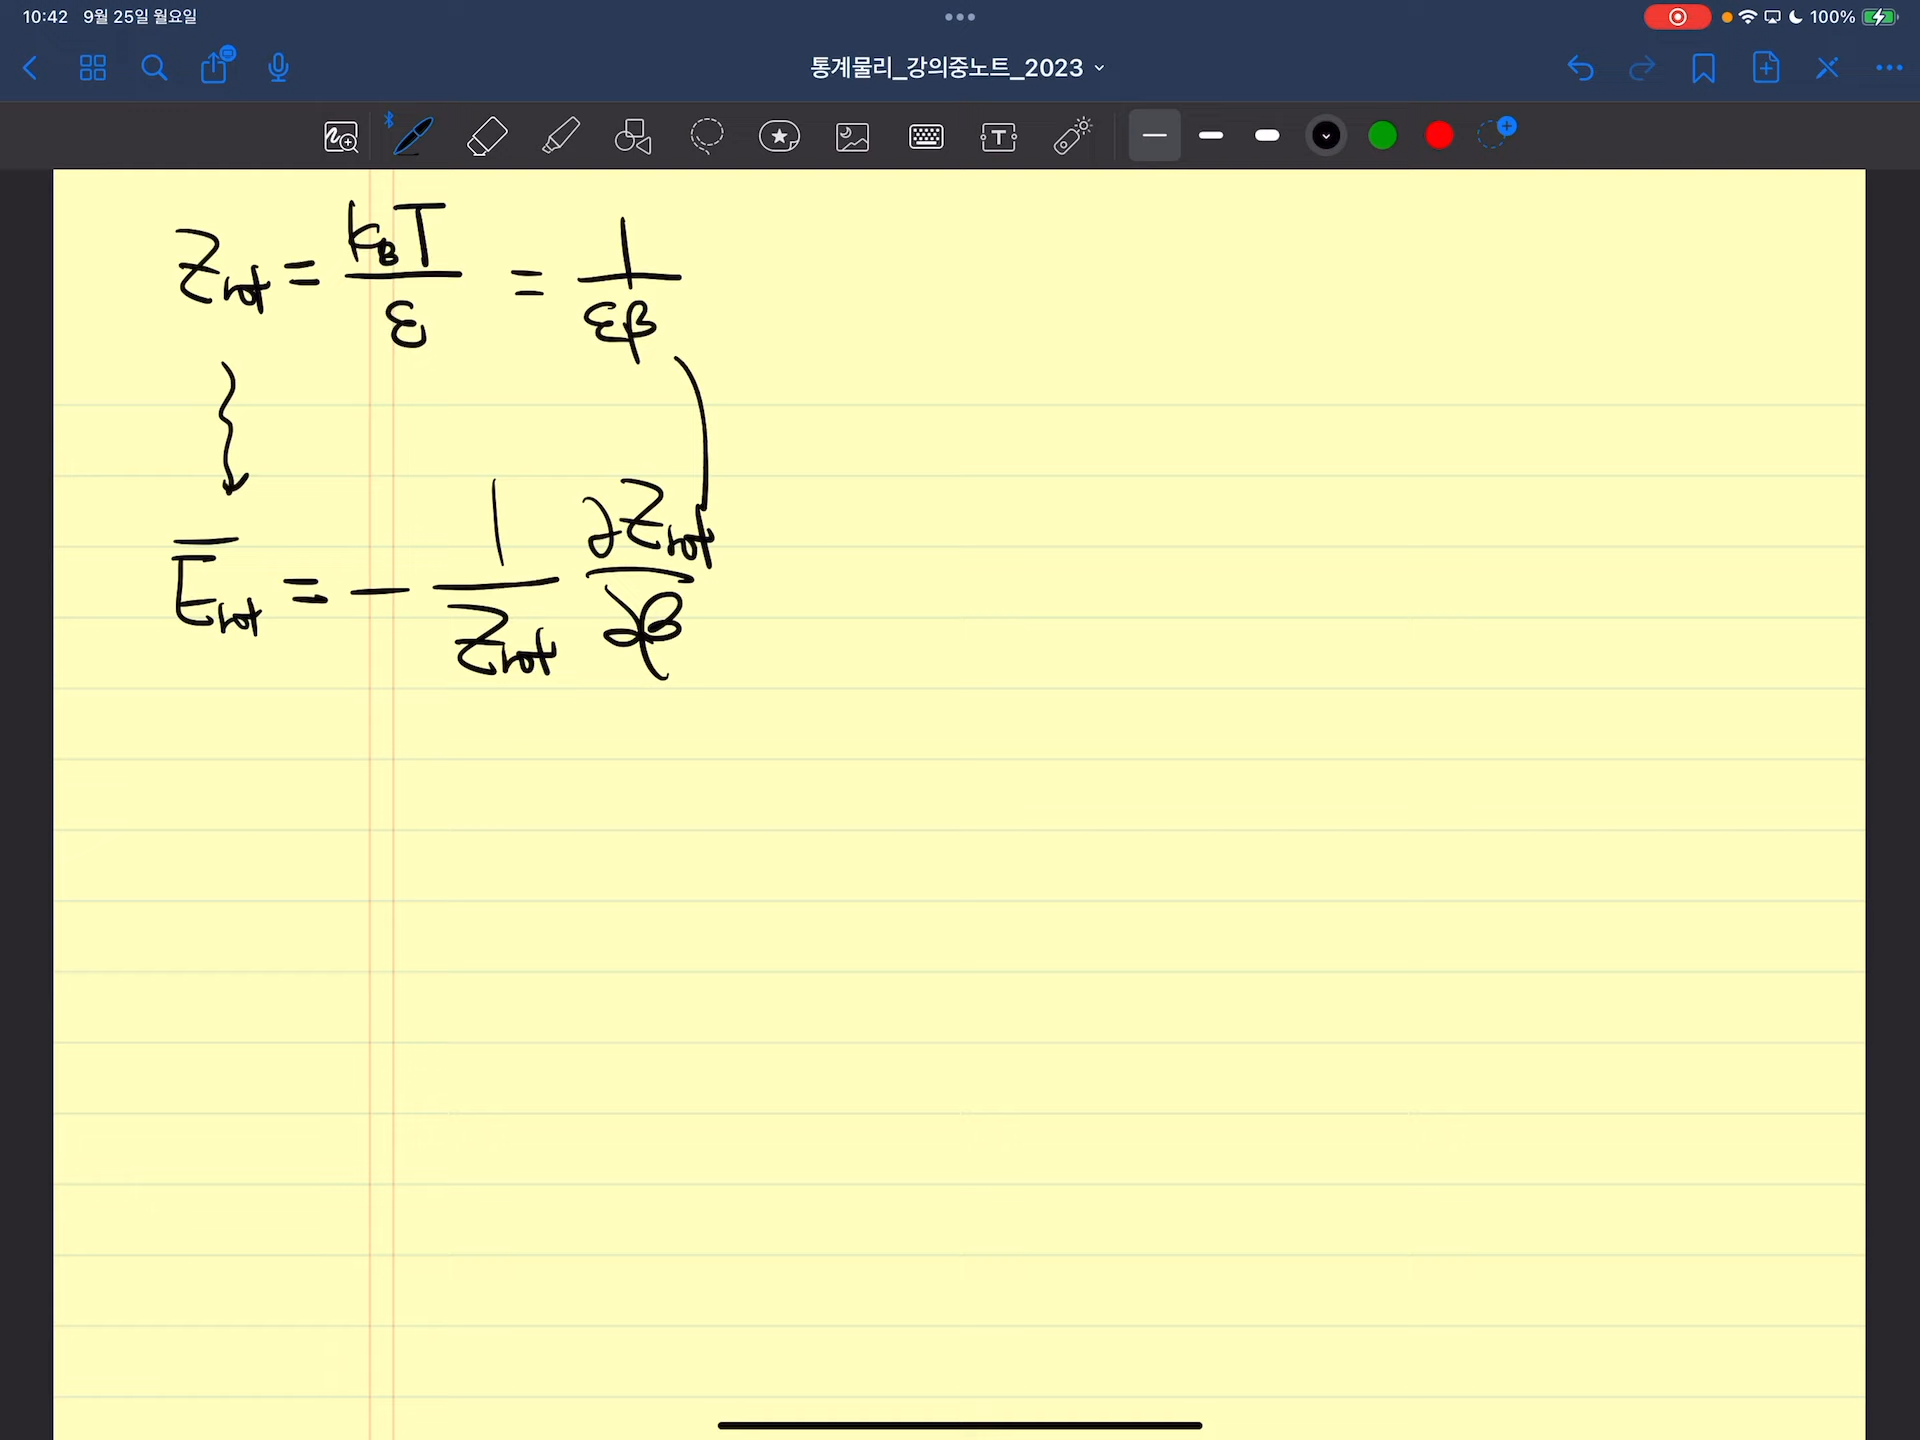 10:42 9월 25일 월요일 100%
통계물리_강의중노트_2023
Z_rot = k_B T / ε = 1 / εβ
E̅_rot = - 1 / Z_rot ∂Z_rot / ∂β